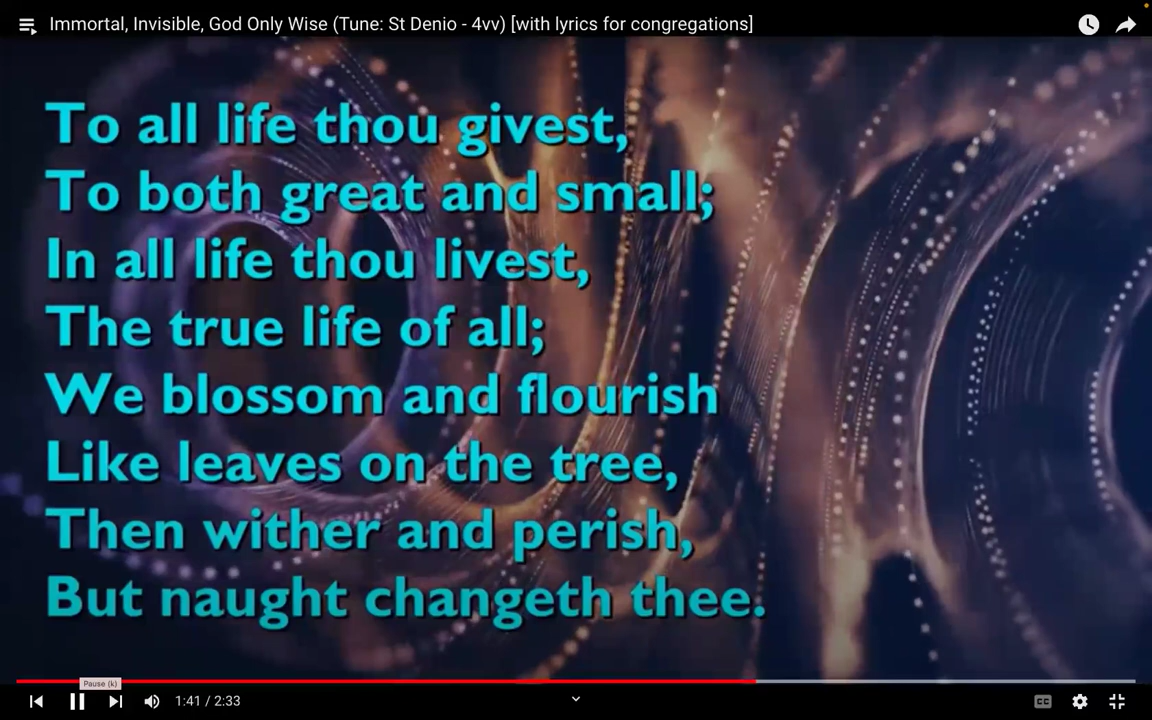 Immortal, Invisible, God Only Wise (Tune: St Denio - 4vv) [with lyrics for congregations]
To all life thou givest,
To both great and small;
In all life thou livest,
The true life of all;
We blossom and flourish
Like leaves on the tree,
Then wither and perish,
But naught changeth thee.
Pause (k)
1:41 / 2:33
CC